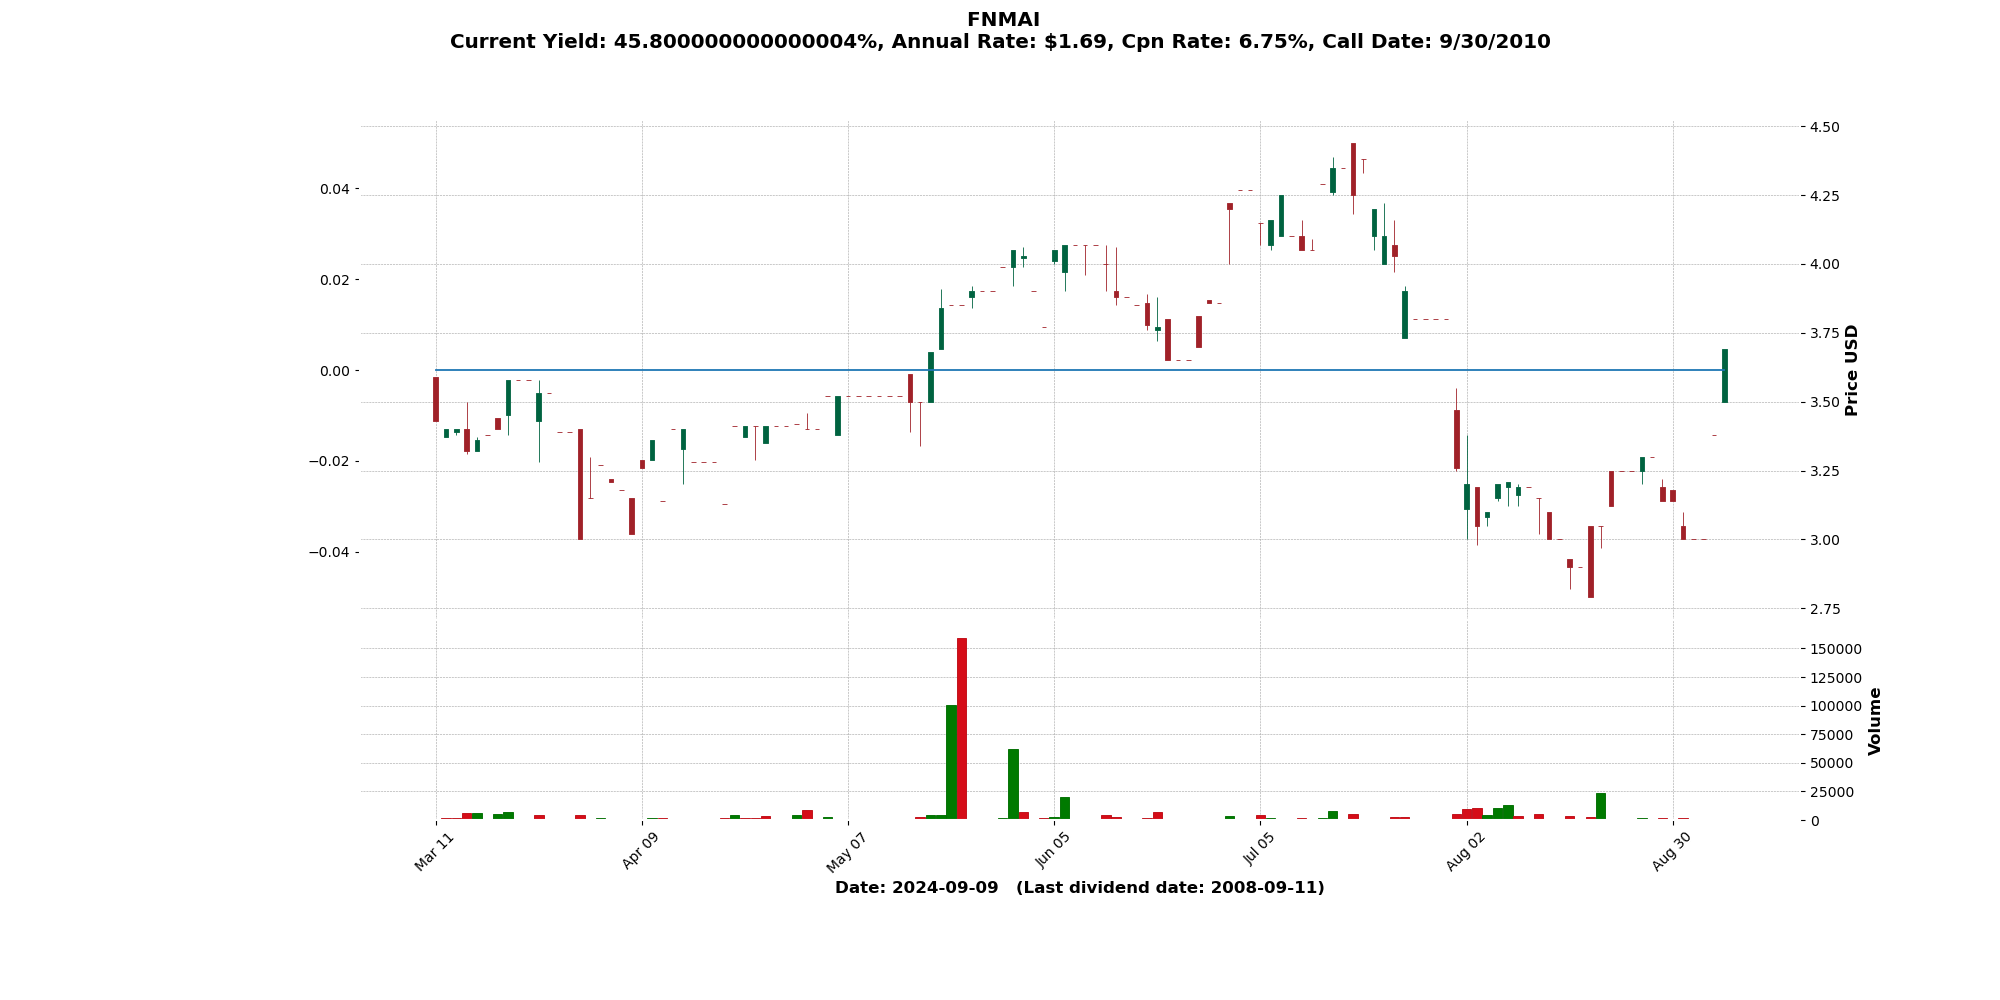 FNMAI
Current Yield: 45.800000000000004%, Annual Rate: $1.69, Cpn Rate: 6.75%, Call Date: 9/30/2010
0.04
0.02
0.00
−0.02
−0.04
4.50
4.25
4.00
3.75
3.50
3.25
3.00
2.75
Price USD
150000
125000
100000
75000
50000
25000
0
Volume
Mar 11
Apr 09
May 07
Jun 05
Jul 05
Aug 02
Aug 30
Date: 2024-09-09 (Last dividend date: 2008-09-11)